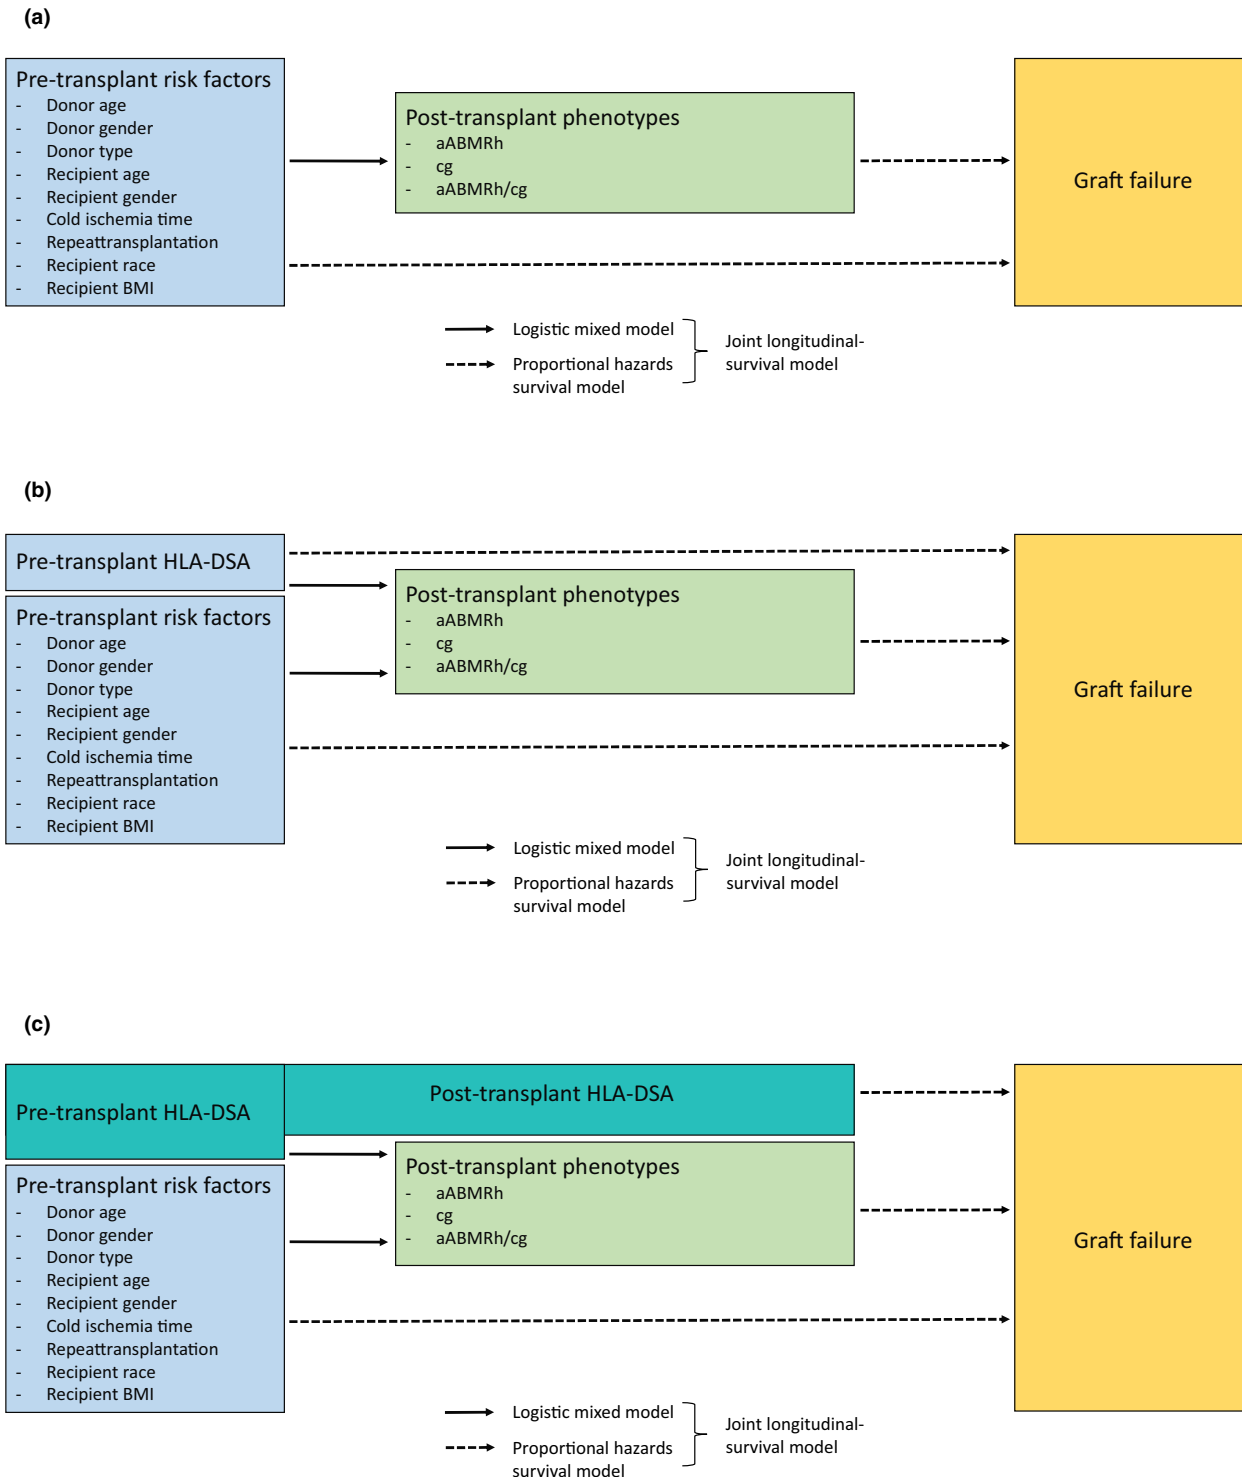 (a)
Pre-transplant risk factors
- Donor age
- Donor gender
- Donor type
- Recipient age
- Recipient gender
- Cold ischemia time
- Repeattransplantation
- Recipient race
- Recipient BMI
Post-transplant phenotypes
- aABMRh
- cg
- aABMRh/cg
Graft failure
Logistic mixed model
Proportional hazards
survival model
Joint longitudinal-
survival model
(b)
Pre-transplant HLA-DSA
Pre-transplant risk factors
- Donor age
- Donor gender
- Donor type
- Recipient age
- Recipient gender
- Cold ischemia time
- Repeattransplantation
- Recipient race
- Recipient BMI
Post-transplant phenotypes
- aABMRh
- cg
- aABMRh/cg
Graft failure
Logistic mixed model
Proportional hazards
survival model
Joint longitudinal-
survival model
(c)
Pre-transplant HLA-DSA
Post-transplant HLA-DSA
Pre-transplant risk factors
- Donor age
- Donor gender
- Donor type
- Recipient age
- Recipient gender
- Cold ischemia time
- Repeattransplantation
- Recipient race
- Recipient BMI
Post-transplant phenotypes
- aABMRh
- cg
- aABMRh/cg
Graft failure
Logistic mixed model
Proportional hazards
survival model
Joint longitudinal-
survival model